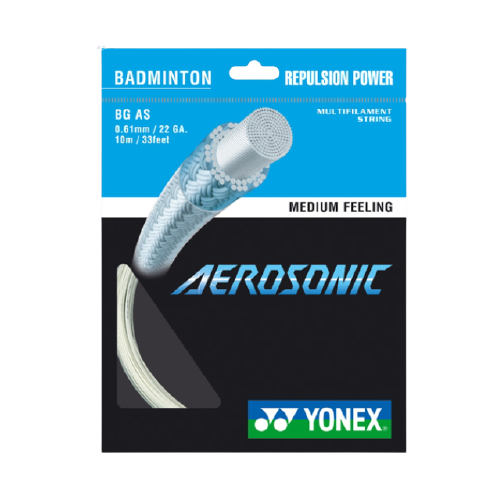 BADMINTON
REPULSION POWER
BG AS
0.61mm / 22 GA.
10m / 33feet
MULTIFILAMENT
STRING
MEDIUM FEELING
AEROSONIC
YONEX